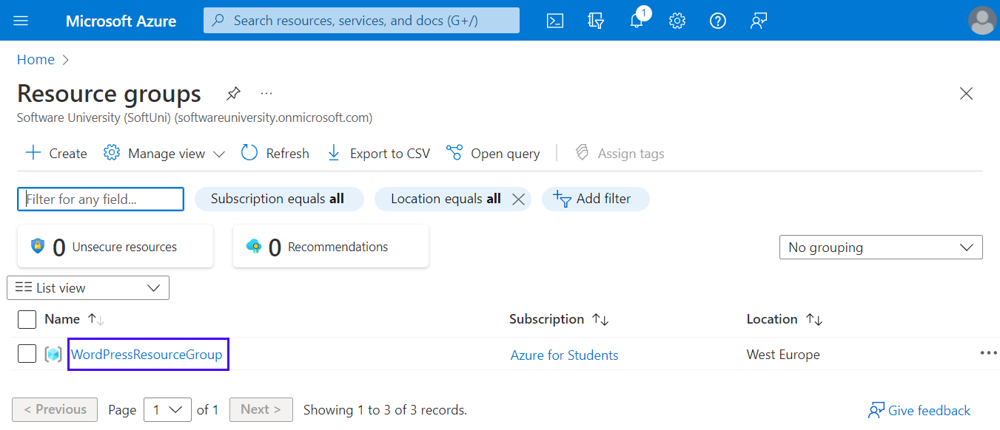 Microsoft Azure Search resources, services, and docs (G+/) 1
Home
Resource groups ...
Software University (SoftUni) (softwareuniversity.onmicrosoft.com)
Create Manage view Refresh Export to CSV Open query Assign tags
Filter for any field... Subscription equals all Location equals all Add filter
0 Unsecure resources 0 Recommendations No grouping
List view
Name Subscription Location
WordPressResourceGroup Azure for Students West Europe
< Previous Page 1 of 1 Next > Showing 1 to 3 of 3 records. Give feedback